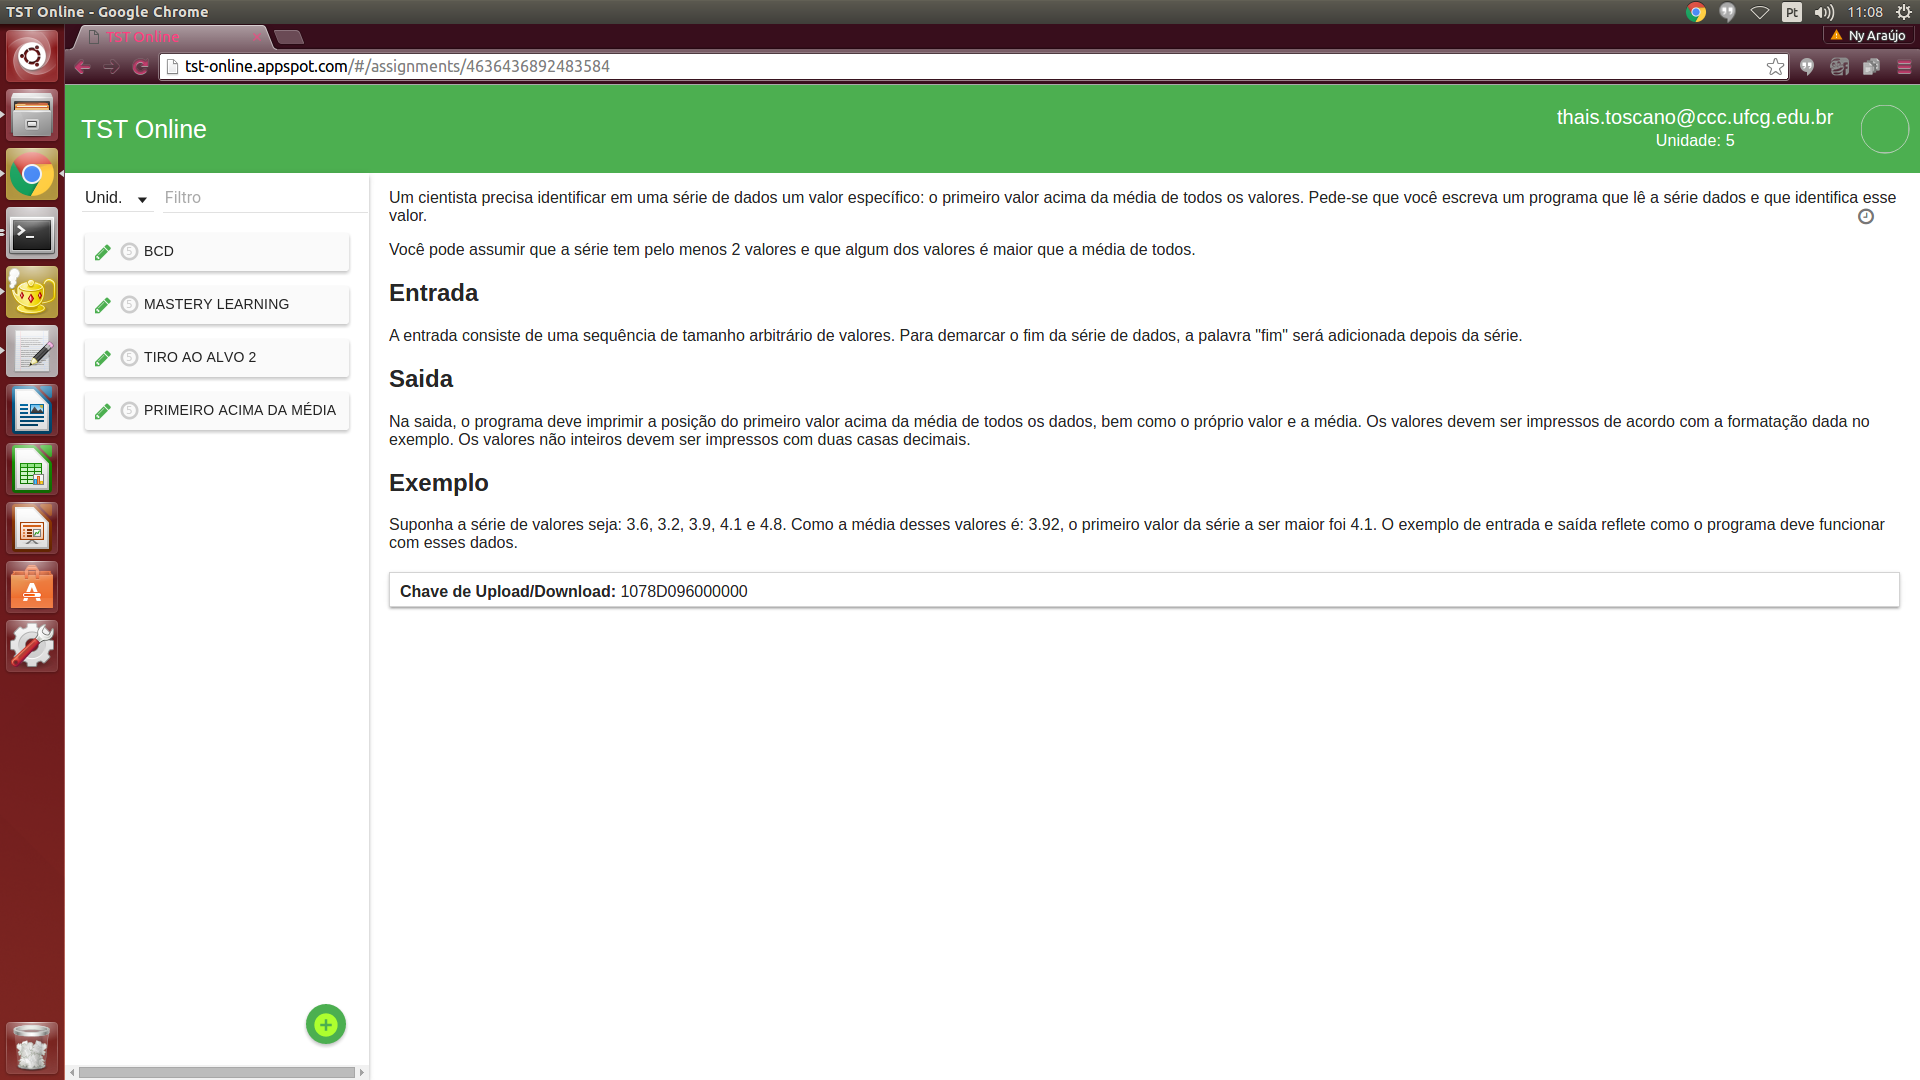 TST Online - Google Chrome
Pt
11:08
TST Online
Ny Araújo
tst-online.appspot.com/#/assignments/4636436892483584
TST Online
thais.toscano@ccc.ufcg.edu.br
Unidade: 5
Unid.
Filtro
5 BCD
5 MASTERY LEARNING
5 TIRO AO ALVO 2
5 PRIMEIRO ACIMA DA MÉDIA
Um cientista precisa identificar em uma série de dados um valor específico: o primeiro valor acima da média de todos os valores. Pede-se que você escreva um programa que lê a série dados e que identifica esse
valor.
Você pode assumir que a série tem pelo menos 2 valores e que algum dos valores é maior que a média de todos.
Entrada
A entrada consiste de uma sequência de tamanho arbitrário de valores. Para demarcar o fim da série de dados, a palavra "fim" será adicionada depois da série.
Saida
Na saida, o programa deve imprimir a posição do primeiro valor acima da média de todos os dados, bem como o próprio valor e a média. Os valores devem ser impressos de acordo com a formatação dada no
exemplo. Os valores não inteiros devem ser impressos com duas casas decimais.
Exemplo
Suponha a série de valores seja: 3.6, 3.2, 3.9, 4.1 e 4.8. Como a média desses valores é: 3.92, o primeiro valor da série a ser maior foi 4.1. O exemplo de entrada e saída reflete como o programa deve funcionar
com esses dados.
Chave de Upload/Download: 1078D096000000